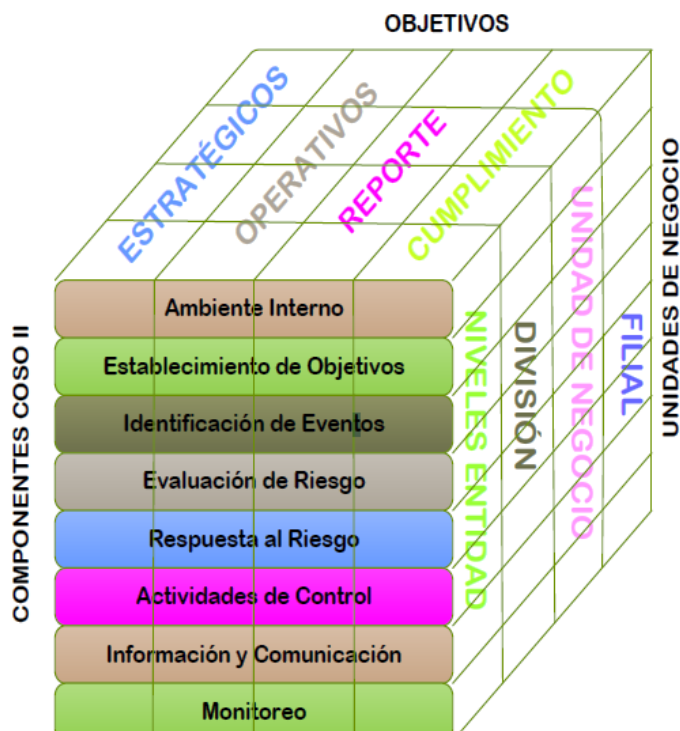 OBJETIVOS
ESTRATÉGICOS
OPERATIVOS
REPORTE
CUMPLIMIENTO
COMPONENTES COSO II
Ambiente Interno
Establecimiento de Objetivos
Identificación de Eventos
Evaluación de Riesgo
Respuesta al Riesgo
Actividades de Control
Información y Comunicación
Monitoreo
NIVELES ENTIDAD
DIVISIÓN
UNIDAD DE NEGOCIO
FILIAL
UNIDADES DE NEGOCIO